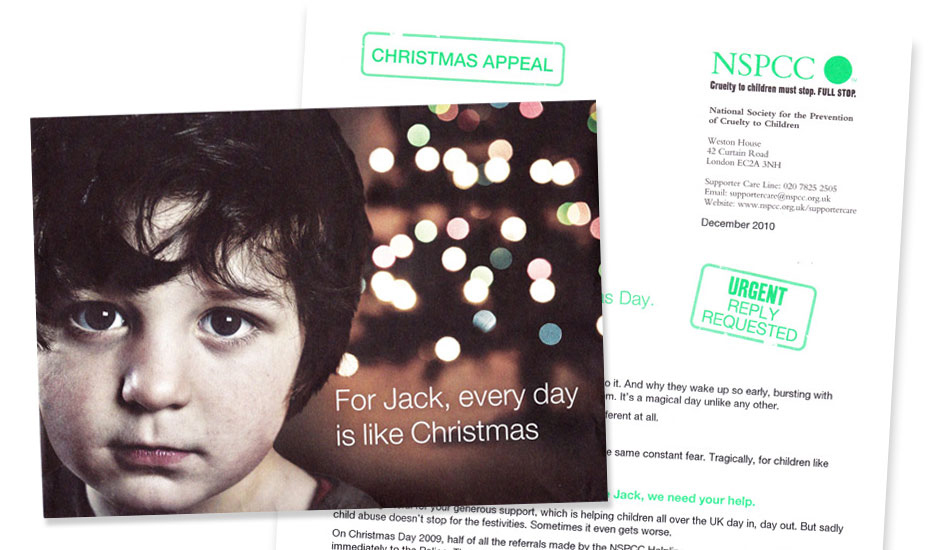 CHRISTMAS APPEAL
NSPCC
Cruelty to children must stop. FULL STOP.
National Society for the Prevention
of Cruelty to Children
Weston House
42 Curtain Road
London EC2A 3NH
Supporter Care Line: 020 7825 2505
Email: supportercare@nspcc.org.uk
Website: www.nspcc.org.uk/supportercare
December 2010
URGENT
REPLY
REQUESTED
For Jack, every day
is like Christmas
Day.
it. And why they wake up so early, bursting with
It's a magical day unlike any other.
at all.
same constant fear. Tragically, for children like
Jack, we need your help.
your generous support, which is helping children all over the UK day in, day out. But sadly
child abuse doesn't stop for the festivities. Sometimes it even gets worse.
On Christmas Day 2009, half of all the referrals made by the NSPCC
immediately to the